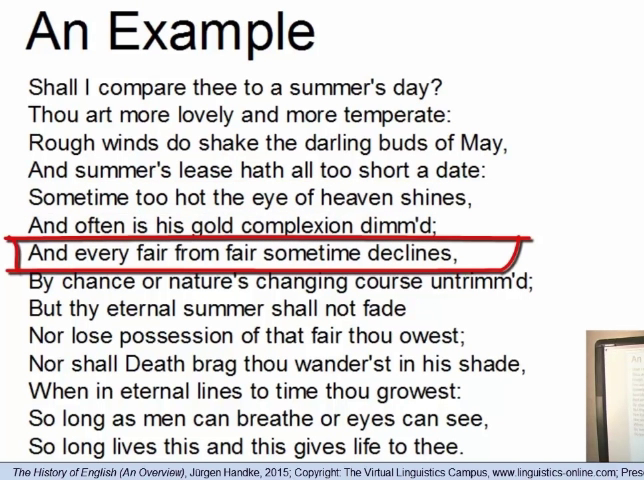 An Example
Shall I compare thee to a summer's day?
Thou art more lovely and more temperate:
Rough winds do shake the darling buds of May,
And summer's lease hath all too short a date:
Sometime too hot the eye of heaven shines,
And often is his gold complexion dimm'd;
And every fair from fair sometime declines,
By chance or nature's changing course untrimm'd;
But thy eternal summer shall not fade
Nor lose possession of that fair thou owest;
Nor shall Death brag thou wander'st in his shade,
When in eternal lines to time thou growest:
So long as men can breathe or eyes can see,
So long lives this and this gives life to thee.
The History of English (An Overview), Jürgen Handke, 2015; Copyright: The Virtual Linguistics Campus, www.linguistics-online.com; Pres